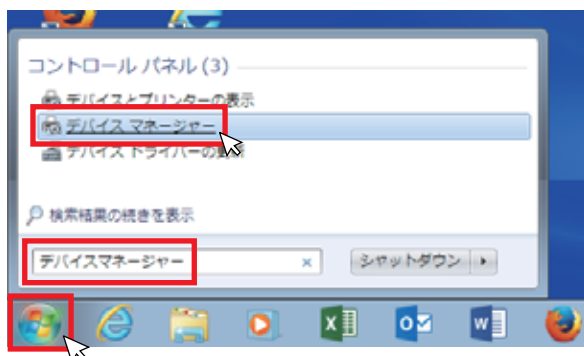 コントロール パネル (3)
デバイスとプリンターの表示
デバイス マネージャー
デバイス ドライバーの更新
検索結果の続きを表示
デバイスマネージャー
シャットダウン